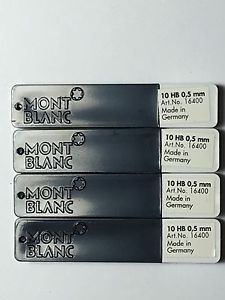 MONT
BLANC
10 HB 0,5 mm
Art.No. 16400
Made in
Germany
MONT
BLANC
10 HB 0,5 mm
Art.No. 16400
Made in
Germany
MONT
BLANC
10 HB 0,5 mm
Art.No. 16400
Made in
Germany
MONT
BLANC
10 HB 0,5 mm
Art.No. 16400
Made in
Germany